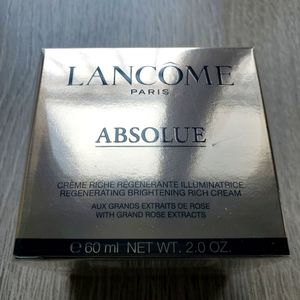 LANCÔME
PARIS
ABSOLUE
CRÈME RICHE RÉGÉNÉRANTE ILLUMINATRICE
REGENERATING BRIGHTENING RICH CREAM
AUX GRANDS EXTRAITS DE ROSE
WITH GRAND ROSE EXTRACTS
℮ 60 ml NET WT. 2.0 OZ.